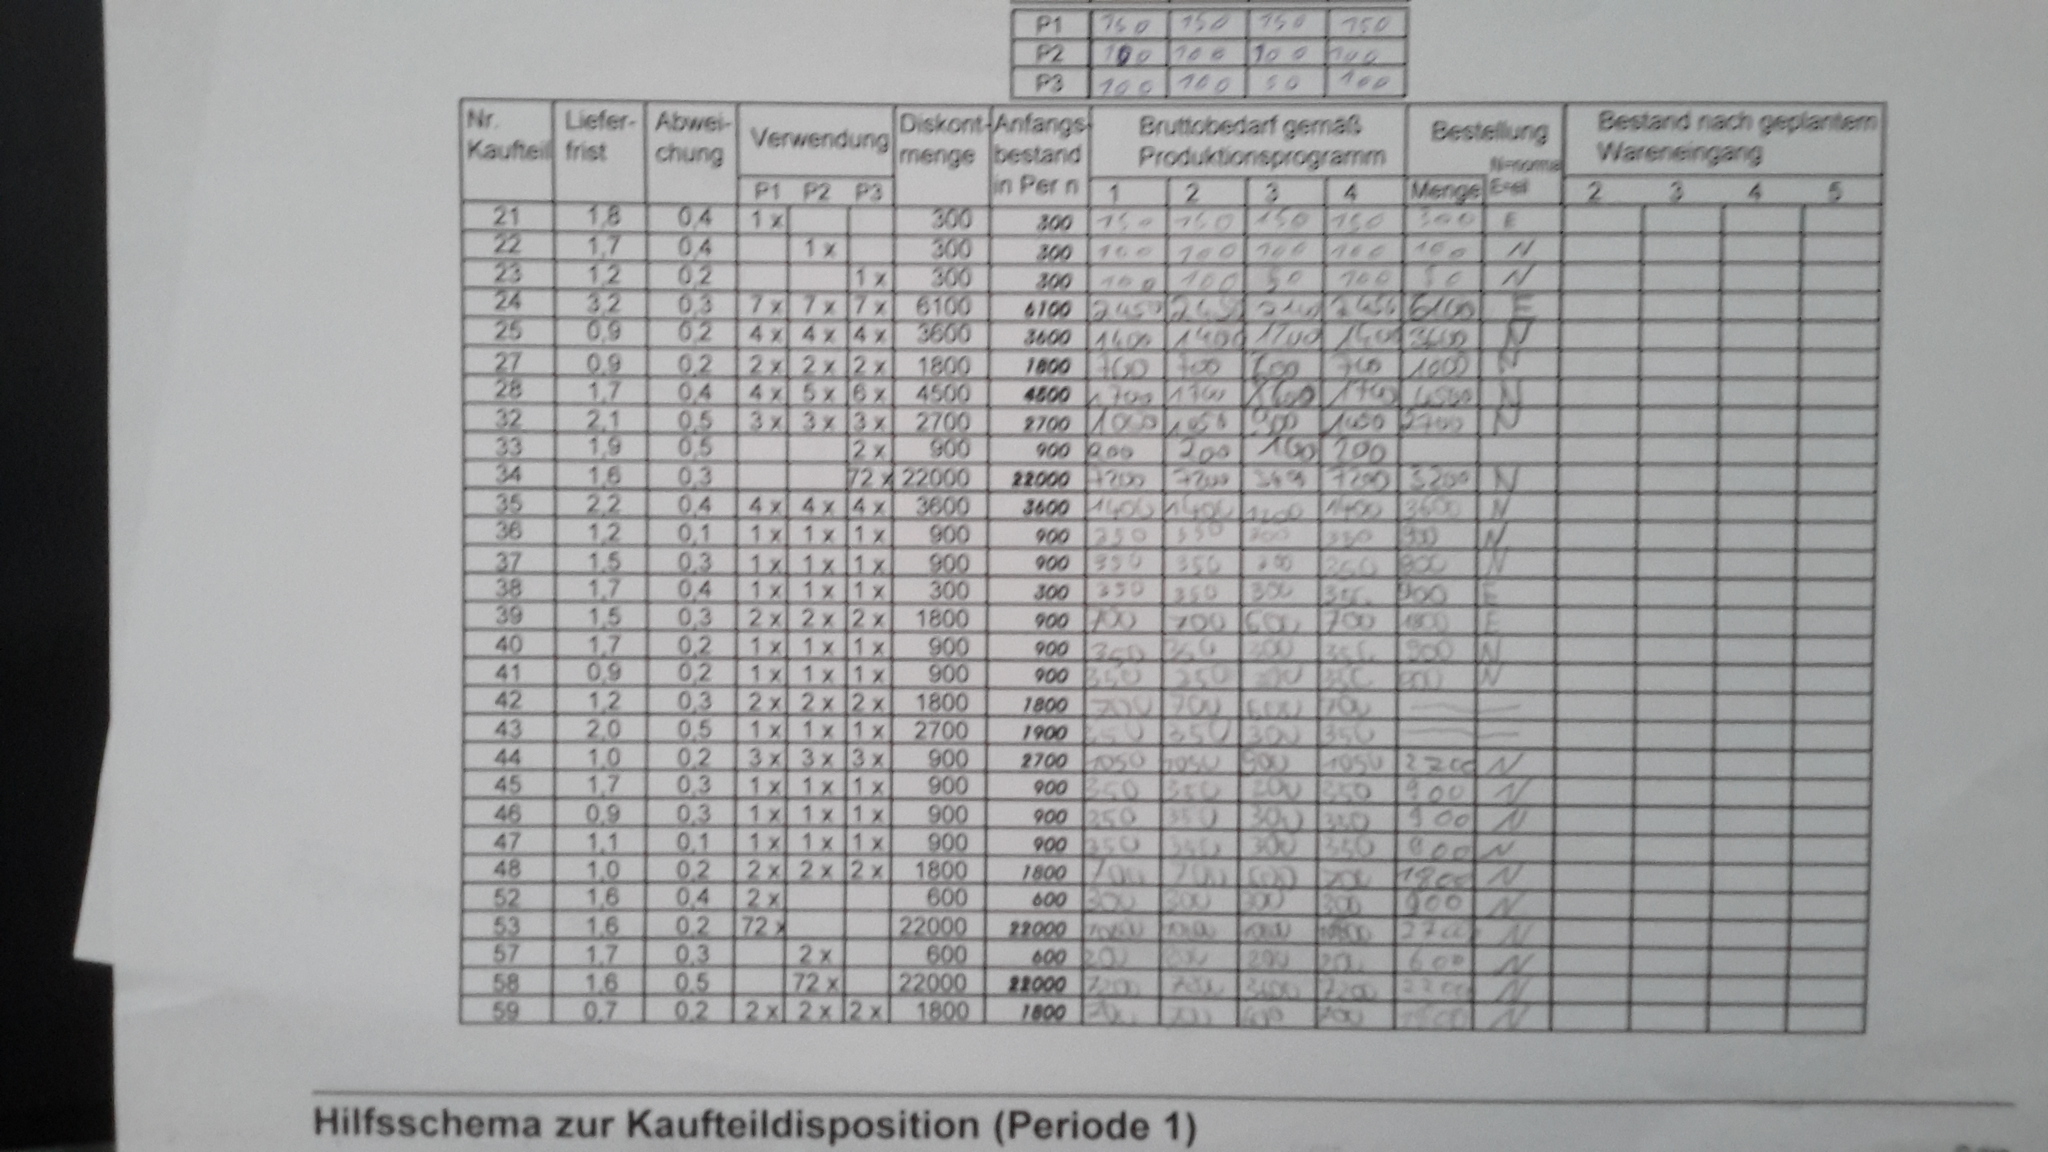 P1 150 150 150 150
P2 100 100 100 100
P3 100 100 50 100
Nr. Kaufteil Liefer- frist Abwei- chung Verwendung Diskont- menge Anfangs- bestand in Per n Bruttobedarf gemäß Produktionsprogramm Bestellung N=normal E=eil Bestand nach geplantem Wareneingang
P1 P2 P3 1 2 3 4 Menge 2 3 4 5
21 1,8 0,4 1 x 300 300 150 150 150 150 300 E
22 1,7 0,4 1 x 300 300 100 100 100 100 100 N
23 1,2 0,2 1 x 300 300 100 100 50 100 50 N
24 3,2 0,3 7 x 7 x 7 x 6100 6100 2450 2450 2100 2450 6100 E
25 0,9 0,2 4 x 4 x 4 x 3600 3600 1400 1400 1200 1400 3600 N
27 0,9 0,2 2 x 2 x 2 x 1800 1800 700 700 600 700 N
28 1,7 0,4 4 x 5 x 6 x 4500 4500 1700 1700 1400 1700 4500 N
32 2,1 0,5 3 x 3 x 3 x 2700 2700 1050 900 1050 2700 N
33 1,9 0,5 2 x 900 900 200 200 100 200
34 1,6 0,3 72 x 22000 22000 7200 7200 7200 N
35 2,2 0,4 4 x 4 x 4 x 3600 3600 1400 1400 1200 1400 3600 N
36 1,2 0,1 1 x 1 x 1 x 900 900 350 350 300 350 900 N
37 1,5 0,3 1 x 1 x 1 x 900 900 350 350 350 900 N
38 1,7 0,4 1 x 1 x 1 x 300 300 350 350 300 350 900 E
39 1,5 0,3 2 x 2 x 2 x 1800 900 700 700 600 700 1800 E
40 1,7 0,2 1 x 1 x 1 x 900 900 350 350 300 350 900 N
41 0,9 0,2 1 x 1 x 1 x 900 900 350 350 300 350 900 N
42 1,2 0,3 2 x 2 x 2 x 1800 1800 700 700 600 700
43 2,0 0,5 1 x 1 x 1 x 2700 1900 350 350 300 350
44 1,0 0,2 3 x 3 x 3 x 900 2700 1050 1050 900 1050 N
45 1,7 0,3 1 x 1 x 1 x 900 900 350 350 300 350 900 N
46 0,9 0,3 1 x 1 x 1 x 900 900 350 350 300 350 900 N
47 1,1 0,1 1 x 1 x 1 x 900 900 350 350 300 350 900 N
48 1,0 0,2 2 x 2 x 2 x 1800 1800 700 700 600 700 1800 N
52 1,6 0,4 2 x 600 600 300 300 300 300 900 N
53 1,6 0,2 72 x 22000 22000 N
57 1,7 0,3 2 x 600 600 200 200 200 200 600 N
58 1,6 0,5 72 x 22000 22000 7200 7200 7200 N
59 0,7 0,2 2 x 2 x 2 x 1800 1800 700 700 600 700 N
Hilfsschema zur Kaufteildisposition (Periode 1)